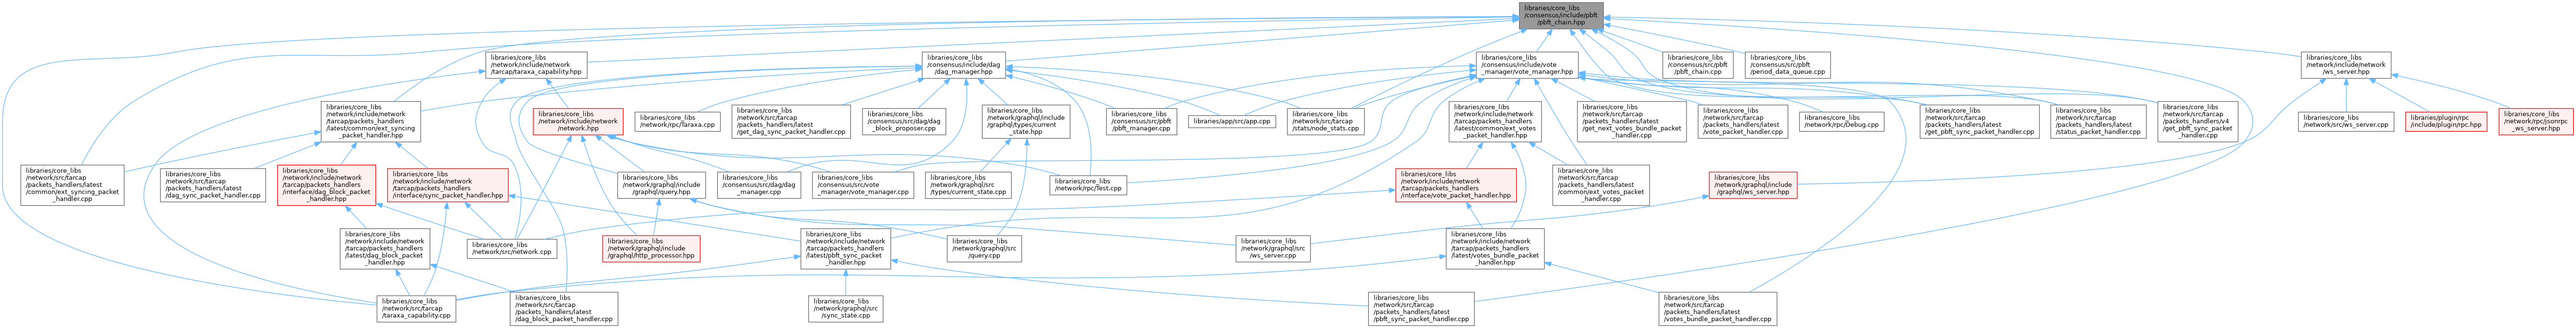 libraries/core_libs
/consensus/include/pbft
/pbft_chain.hpp
libraries/core_libs
/network/include/network
/tarcap/taraxa_capability.hpp
libraries/core_libs
/consensus/include/dag
/dag_manager.hpp
libraries/core_libs
/consensus/include/vote
_manager/vote_manager.hpp
libraries/core_libs
/consensus/src/pbft
/pbft_chain.cpp
libraries/core_libs
/consensus/src/pbft
/period_data_queue.cpp
libraries/core_libs
/network/include/network
/ws_server.hpp
libraries/core_libs
/network/include/network
/tarcap/packets_handlers
/latest/common/ext_syncing
_packet_handler.hpp
libraries/core_libs
/network/include/network
/network.hpp
libraries/core_libs
/network/rpc/Taraxa.cpp
libraries/core_libs
/network/src/tarcap
/packets_handlers/latest
/get_dag_sync_packet_handler.cpp
libraries/core_libs
/consensus/src/dag/dag
_block_proposer.cpp
libraries/core_libs
/network/graphql/include
/graphql/types/current
_state.hpp
libraries/core_libs
/consensus/src/pbft
/pbft_manager.cpp
libraries/app/src/app.cpp
libraries/core_libs
/network/src/tarcap
/stats/node_stats.cpp
libraries/core_libs
/network/include/network
/tarcap/packets_handlers
/latest/common/ext_votes
_packet_handler.hpp
libraries/core_libs
/network/src/tarcap
/packets_handlers/latest
/get_next_votes_bundle_packet
_handler.cpp
libraries/core_libs
/network/src/tarcap
/packets_handlers/latest
/vote_packet_handler.cpp
libraries/core_libs
/network/rpc/Debug.cpp
libraries/core_libs
/network/src/tarcap
/packets_handlers/latest
/get_pbft_sync_packet_handler.cpp
libraries/core_libs
/network/src/tarcap
/packets_handlers/latest
/status_packet_handler.cpp
libraries/core_libs
/network/src/tarcap
/packets_handlers/v4
/get_pbft_sync_packet
_handler.cpp
libraries/core_libs
/network/src/ws_server.cpp
libraries/plugin/rpc
/include/plugin/rpc.hpp
libraries/core_libs
/network/rpc/jsonrpc
_ws_server.hpp
libraries/core_libs
/network/src/tarcap
/packets_handlers/latest
/common/ext_syncing_packet
_handler.cpp
libraries/core_libs
/network/src/tarcap
/packets_handlers/latest
/dag_sync_packet_handler.cpp
libraries/core_libs
/network/include/network
/tarcap/packets_handlers
/interface/dag_block_packet
_handler.hpp
libraries/core_libs
/network/include/network
/tarcap/packets_handlers
/interface/sync_packet_handler.hpp
libraries/core_libs
/network/graphql/include
/graphql/query.hpp
libraries/core_libs
/consensus/src/dag/dag
_manager.cpp
libraries/core_libs
/consensus/src/vote
_manager/vote_manager.cpp
libraries/core_libs
/network/graphql/src
/types/current_state.cpp
libraries/core_libs
/network/rpc/Test.cpp
libraries/core_libs
/network/include/network
/tarcap/packets_handlers
/interface/vote_packet_handler.hpp
libraries/core_libs
/network/src/tarcap
/packets_handlers/latest
/common/ext_votes_packet
_handler.cpp
libraries/core_libs
/network/graphql/include
/graphql/ws_server.hpp
libraries/core_libs
/network/include/network
/tarcap/packets_handlers
/latest/dag_block_packet
_handler.hpp
libraries/core_libs
/network/src/network.cpp
libraries/core_libs
/network/graphql/include
/graphql/http_processor.hpp
libraries/core_libs
/network/include/network
/tarcap/packets_handlers
/latest/pbft_sync_packet
_handler.hpp
libraries/core_libs
/network/graphql/src
/query.cpp
libraries/core_libs
/network/graphql/src
/ws_server.cpp
libraries/core_libs
/network/include/network
/tarcap/packets_handlers
/latest/votes_bundle_packet
_handler.hpp
libraries/core_libs
/network/src/tarcap
/taraxa_capability.cpp
libraries/core_libs
/network/src/tarcap
/packets_handlers/latest
/dag_block_packet_handler.cpp
libraries/core_libs
/network/graphql/src
/sync_state.cpp
libraries/core_libs
/network/src/tarcap
/packets_handlers/latest
/pbft_sync_packet_handler.cpp
libraries/core_libs
/network/src/tarcap
/packets_handlers/latest
/votes_bundle_packet_handler.cpp